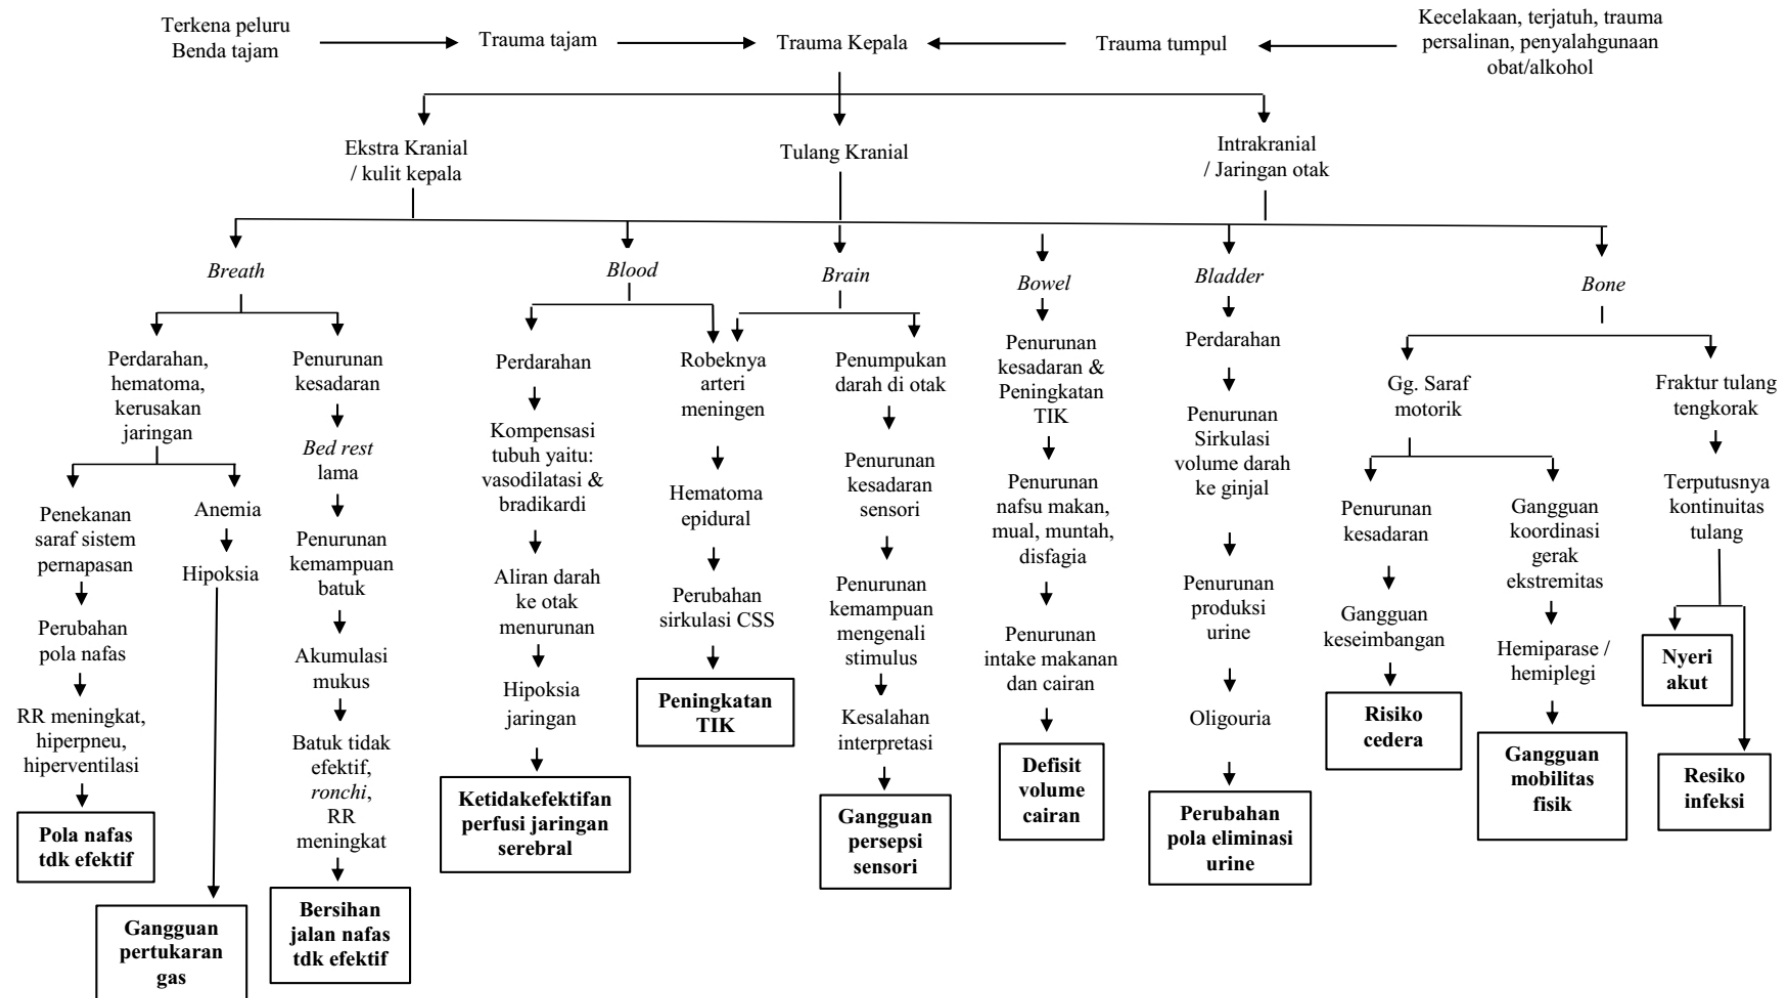 Terkena peluru
Benda tajam
Trauma tajam
Trauma Kepala
Trauma tumpul
Kecelakaan, terjatuh, trauma
persalinan, penyalahgunaan
obat/alkohol
Ekstra Kranial
/ kulit kepala
Tulang Kranial
Intrakranial
/ Jaringan otak
Breath
Blood
Brain
Bowel
Bladder
Bone
Perdarahan,
hematoma,
kerusakan
jaringan
Penekanan
saraf sistem
pernapasan
Perubahan
pola nafas
RR meningkat,
hiperpneu,
hiperventilasi
Pola nafas
tdk efektif
Anemia
Hipoksia
Gangguan
pertukaran
gas
Penurunan
kesadaran
Bed rest
lama
Penurunan
kemampuan
batuk
Akumulasi
mukus
Batuk tidak
efektif,
ronchi,
RR
meningkat
Bersihan
jalan nafas
tdk efektif
Perdarahan
Kompensasi
tubuh yaitu:
vasodilatasi &
bradikardi
Aliran darah
ke otak
menurunan
Hipoksia
jaringan
Ketidakefektifan
perfusi jaringan
serebral
Robeknya
arteri
meningen
Hematoma
epidural
Perubahan
sirkulasi CSS
Peningkatan
TIK
Penumpukan
darah di otak
Penurunan
kesadaran
sensori
Penurunan
kemampuan
mengenali
stimulus
Kesalahan
interpretasi
Gangguan
persepsi
sensori
Penurunan
kesadaran &
Peningkatan
TIK
Penurunan
nafsu makan,
mual, muntah,
disfagia
Penurunan
intake makanan
dan cairan
Defisit
volume
cairan
Perdarahan
Penurunan
Sirkulasi
volume darah
ke ginjal
Penurunan
produksi
urine
Oligouria
Perubahan
pola eliminasi
urine
Gg. Saraf
motorik
Penurunan
kesadaran
Gangguan
keseimbangan
Risiko
cedera
Gangguan
koordinasi
gerak
ekstremitas
Hemiparase /
hemiplegi
Gangguan
mobilitas
fisik
Fraktur tulang
tengkorak
Terputusnya
kontinuitas
tulang
Nyeri
akut
Resiko
infeksi